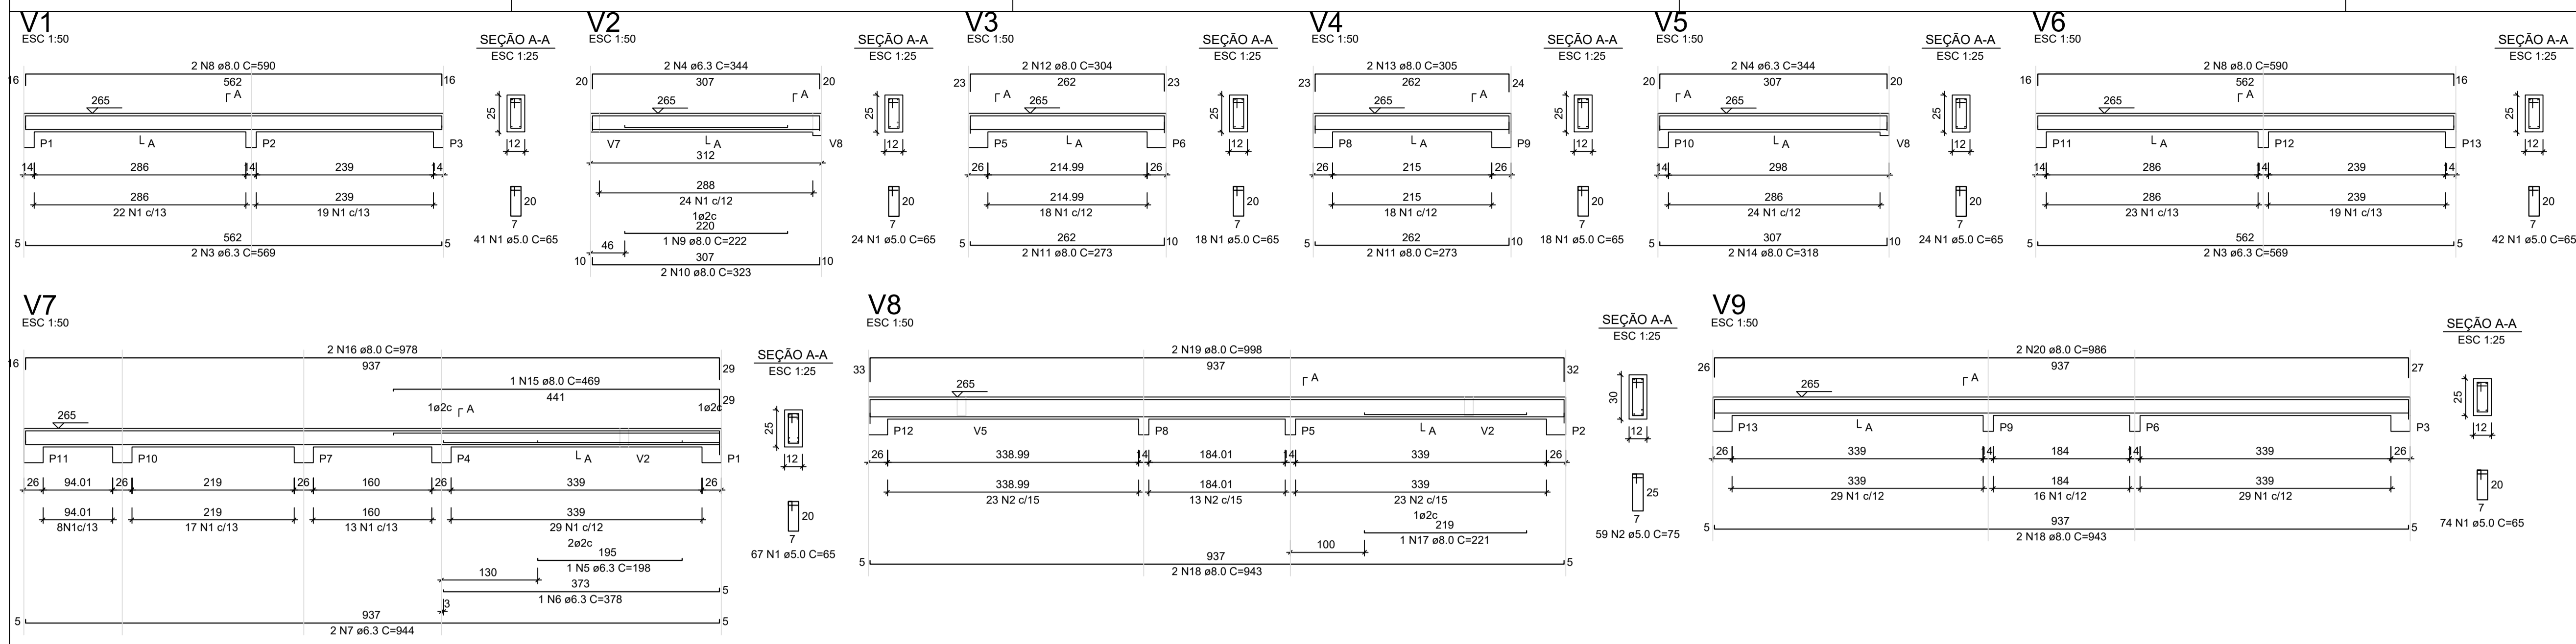 V1
ESC 1:50
SEÇÃO A-A
ESC 1:25
2 N8 ø8.0 C=590
16 562 16
A
265
25
P1 A P2 P3
12
14 286 14 239 14
286 239
22 N1 c/13 19 N1 c/13
20
7
41 N1 ø5.0 C=65
5 562 5
2 N3 ø6.3 C=569
V2
ESC 1:50
SEÇÃO A-A
ESC 1:25
2 N4 ø6.3 C=344
20 307 20
A
265
25
V7 A V8
12
312
288
24 N1 c/12
20
7
24 N1 ø5.0 C=65
1ø2c
220
46 1 N9 ø8.0 C=222
10 307 10
2 N10 ø8.0 C=323
V3
ESC 1:50
SEÇÃO A-A
ESC 1:25
2 N12 ø8.0 C=304
23 262 23
A
265
25
P5 A P6
12
26 214.99 26
214.99
18 N1 c/12
20
7
18 N1 ø5.0 C=65
5 262 10
2 N11 ø8.0 C=273
V4
ESC 1:50
SEÇÃO A-A
ESC 1:25
2 N13 ø8.0 C=305
23 262 24
A
265
25
P8 A P9
12
26 215 26
215
18 N1 c/12
20
7
18 N1 ø5.0 C=65
5 262 10
2 N11 ø8.0 C=273
V5
ESC 1:50
SEÇÃO A-A
ESC 1:25
2 N4 ø6.3 C=344
20 307 20
A
265
25
P10 A V8
12
14 298
286
24 N1 c/12
20
7
24 N1 ø5.0 C=65
5 307 10
2 N14 ø8.0 C=318
V6
ESC 1:50
SEÇÃO A-A
ESC 1:25
2 N8 ø8.0 C=590
16 562 16
A
265
25
P11 A P12 P13
12
14 286 14 239 14
286 239
23 N1 c/13 19 N1 c/13
20
7
42 N1 ø5.0 C=65
5 562 5
2 N3 ø6.3 C=569
V7
ESC 1:50
SEÇÃO A-A
ESC 1:25
2 N16 ø8.0 C=978
16 937 29
1 N15 ø8.0 C=469
441 29
1ø2c A 1ø2c
265
25
P11 P10 P7 P4 A V2 P1
12
26 94.01 26 219 26 160 26 339 26
94.01 219 160 339
8N1c/13 17 N1 c/13 13 N1 c/13 29 N1 c/12
20
7
67 N1 ø5.0 C=65
2ø2c
195
130 1 N5 ø6.3 C=198
373 5
1 N6 ø6.3 C=378
3
5 937 5
2 N7 ø6.3 C=944
V8
ESC 1:50
SEÇÃO A-A
ESC 1:25
2 N19 ø8.0 C=998
33 937 32
A
265
30
P12 V5 P8 P5 A V2 P2
12
26 338.99 14 184.01 14 339 26
338.99 184.01 339
23 N2 c/15 13 N2 c/15 23 N2 c/15
25
7
59 N2 ø5.0 C=75
1ø2c
219
100 1 N17 ø8.0 C=221
5 937 5
2 N18 ø8.0 C=943
V9
ESC 1:50
SEÇÃO A-A
ESC 1:25
2 N20 ø8.0 C=986
26 937 27
A
265
25
P13 A P9 P6 P3
12
26 339 14 184 14 339 26
339 184 339
29 N1 c/12 16 N1 c/12 29 N1 c/12
20
7
74 N1 ø5.0 C=65
5 937 5
2 N18 ø8.0 C=943